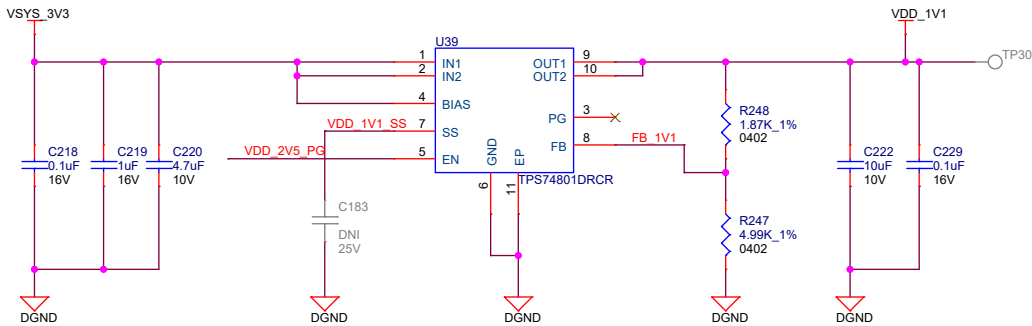 VSYS_3V3
VDD_1V1
TP30
U39
1
IN1
2
IN2
4
BIAS
7
SS
5
EN
OUT1
9
OUT2
10
PG
3
FB
8
GND
EP
6
11
TPS74801DRCR
VDD_1V1_SS
VDD_2V5_PG
FB_1V1
R248
1.87K_1%
0402
R247
4.99K_1%
0402
C218
0.1uF
16V
C219
1uF
16V
C220
4.7uF
10V
C183
DNI
25V
C222
10uF
10V
C229
0.1uF
16V
DGND
DGND
DGND
DGND
DGND